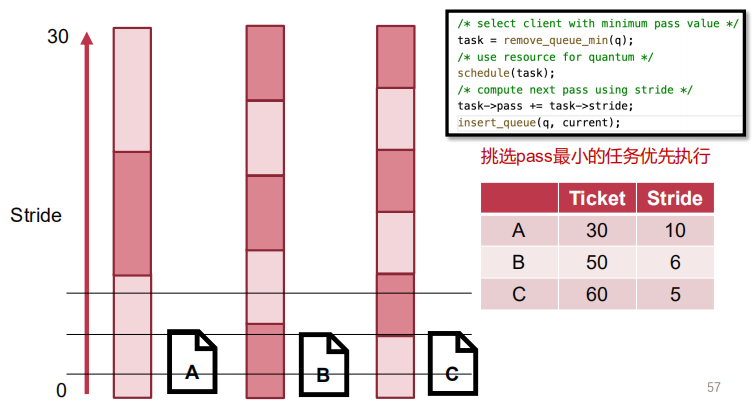 30
Stride
0
A
B
C
/* select client with minimum pass value */
task = remove_queue_min(q);
/* use resource for quantum */
schedule(task);
/* compute next pass using stride */
task->pass += task->stride;
insert_queue(q, current);
挑选pass最小的任务优先执行
Ticket Stride
A 30 10
B 50 6
C 60 5
57